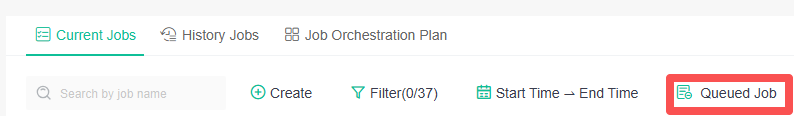 Current Jobs History Jobs Job Orchestration Plan
Search by job name Create Filter(0/37) Start Time → End Time Queued Job